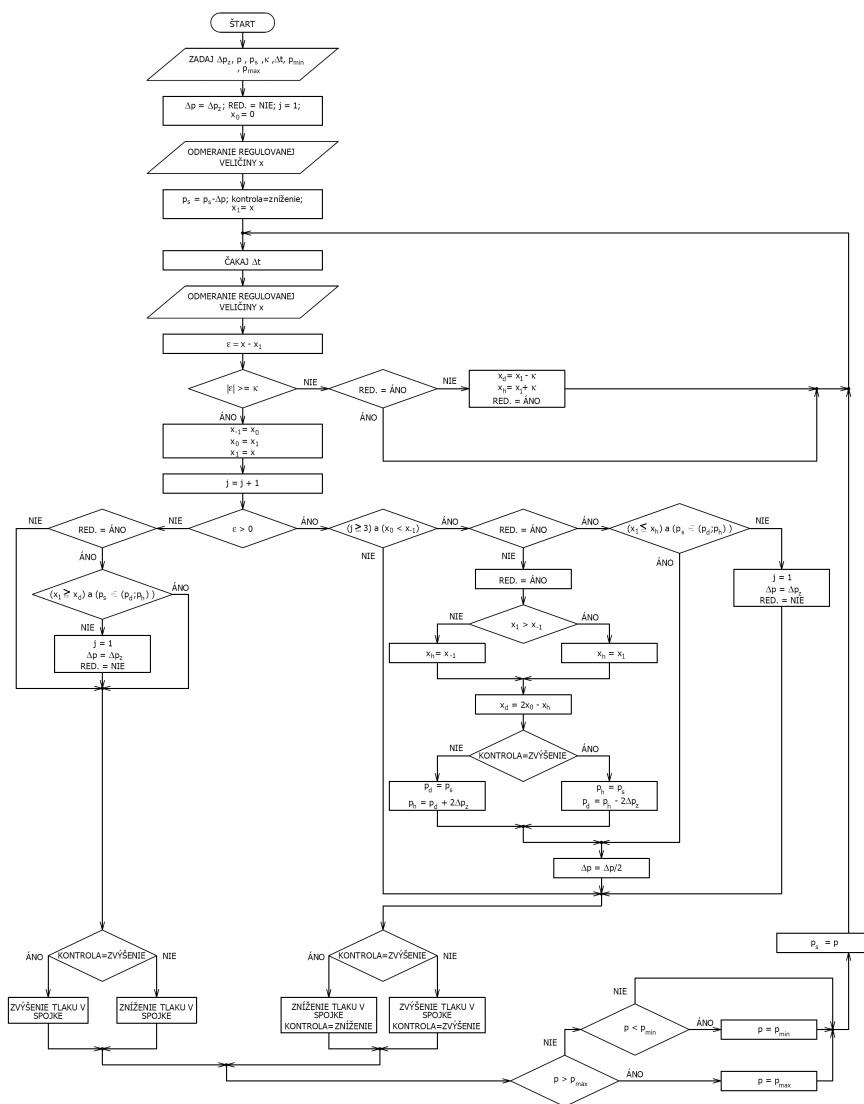 ŠTART
ZADAJ Δp_z, p , p_s ,κ ,Δt, p_min
, p_max
Δp = Δp_z; RED. = NIE; j = 1;
x_0 = 0
ODMERANIE REGULOVANEJ
VELIČINY x
p_s = p_s-Δp; kontrola=zníženie;
x_1= x
ČAKAJ Δt
ODMERANIE REGULOVANEJ
VELIČINY x
ε = x - x_1
|ε| >= κ
NIE
ÁNO
RED. = ÁNO
NIE
ÁNO
x_d= x_1 - κ
x_h= x_1+ κ
RED. = ÁNO
x_-1= x_0
x_0 = x_1
x_1 = x
j = j + 1
ε > 0
NIE
ÁNO
RED. = ÁNO
NIE
ÁNO
(j ≧ 3) a (x_0 < x_-1)
ÁNO
NIE
RED. = ÁNO
ÁNO
NIE
(x_1 ≦ x_h) a (p_s ∈ (p_d;p_h) )
NIE
ÁNO
(x_1 ≧ x_d) a (p_s ∈ (p_d;p_h) )
ÁNO
NIE
j = 1
Δp = Δp_z
RED. = NIE
RED. = ÁNO
j = 1
Δp = Δp_z
RED. = NIE
x_1 > x_-1
NIE
ÁNO
x_h= x_-1
x_h = x_1
x_d = 2x_0 - x_h
KONTROLA=ZVÝŠENIE
NIE
ÁNO
p_d = p_s
p_h = p_d + 2Δp_z
p_h = p_s
p_d = p_h - 2Δp_z
Δp = Δp/2
KONTROLA=ZVÝŠENIE
ÁNO
NIE
ZVÝŠENIE TLAKU V
SPOJKE
ZNÍŽENIE TLAKU V
SPOJKE
KONTROLA=ZVÝŠENIE
ÁNO
NIE
ZNÍŽENIE TLAKU V
SPOJKE
KONTROLA=ZNÍŽENIE
ZVÝŠENIE TLAKU V
SPOJKE
KONTROLA=ZVÝŠENIE
p_s = p
NIE
p < p_min
ÁNO
p = p_min
NIE
p > p_max
ÁNO
p = p_max